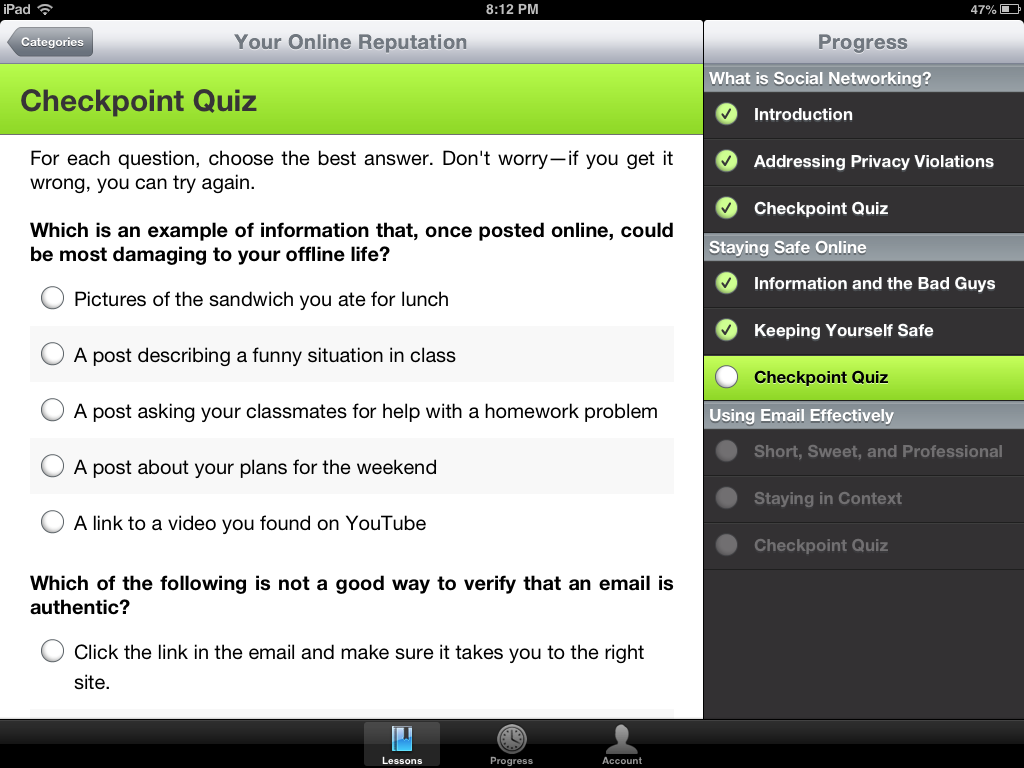 iPad
8:12 PM
47%
Categories
Your Online Reputation
Progress
Checkpoint Quiz
For each question, choose the best answer. Don't worry—if you get it
wrong, you can try again.
Which is an example of information that, once posted online, could
be most damaging to your offline life?
Pictures of the sandwich you ate for lunch
A post describing a funny situation in class
A post asking your classmates for help with a homework problem
A post about your plans for the weekend
A link to a video you found on YouTube
Which of the following is not a good way to verify that an email is
authentic?
Click the link in the email and make sure it takes you to the right
site.
What is Social Networking?
Introduction
Addressing Privacy Violations
Checkpoint Quiz
Staying Safe Online
Information and the Bad Guys
Keeping Yourself Safe
Checkpoint Quiz
Using Email Effectively
Short, Sweet, and Professional
Staying in Context
Checkpoint Quiz
Lessons
Progress
Account